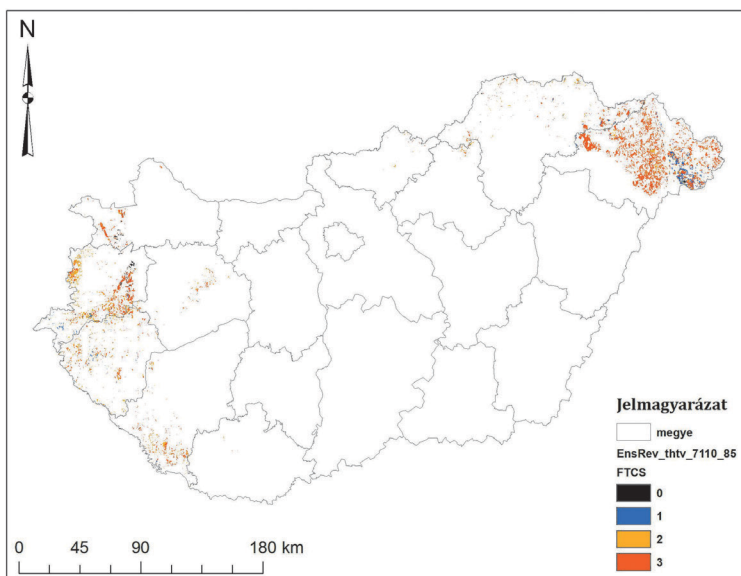 N
Jelmagyarázat
megye
EnsRev_thtv_7110_85
FTCS
0
1
2
3
0 45 90 180 km